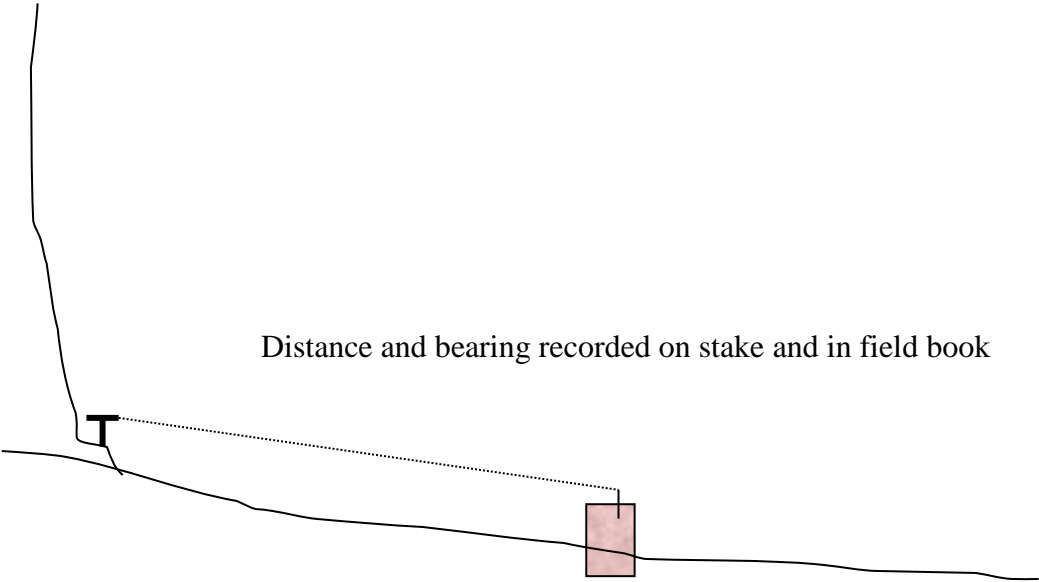 Distance and bearing recorded on stake and in field book